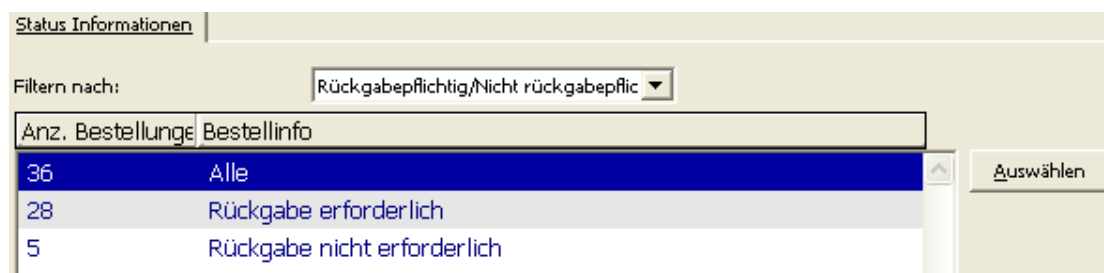 Status Informationen
Filtern nach: Rückgabepflichtig/Nicht rückgabepflic
Anz. Bestellunge Bestellinfo
36 Alle
Auswählen
28 Rückgabe erforderlich
5 Rückgabe nicht erforderlich